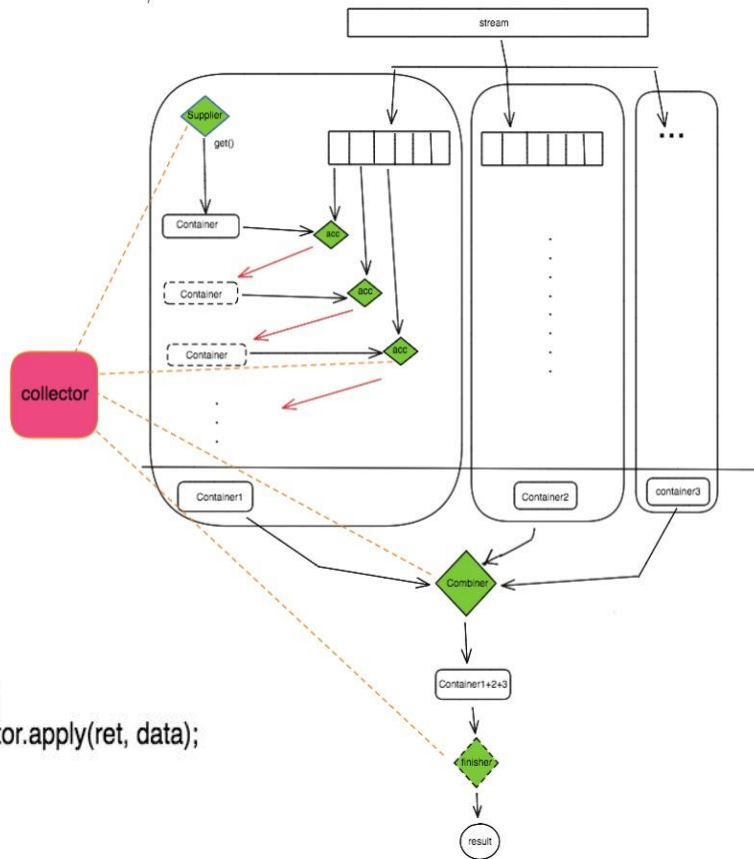 stream
Supplier
get()
...
Container
acc
Container
acc
Container
acc
collector
Container1
Container2
container3
Combiner
Container1+2+3
tor.apply(ret, data);
finisher
result